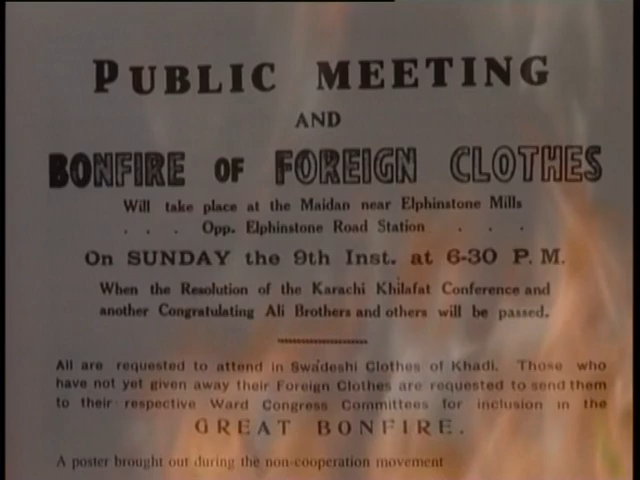 PUBLIC MEETING
AND
BONFIRE OF FOREIGN CLOTHES
Will take place at the Maidan near Elphinstone Mills
. . . Opp. Elphinstone Road Station . . .
On SUNDAY the 9th Inst. at 6-30 P. M.
When the Resolution of the Karachi Khilafat Conference and
another Congratulating Ali Brothers and others will be passed.
All are requested to attend in Swadeshi Clothes of Khadi. Those who
have not yet given away their Foreign Clothes are requested to send them
to their respective Ward Congress Committees for inclusion in the
GREAT BONFIRE.
A poster brought out during the non-cooperation movement